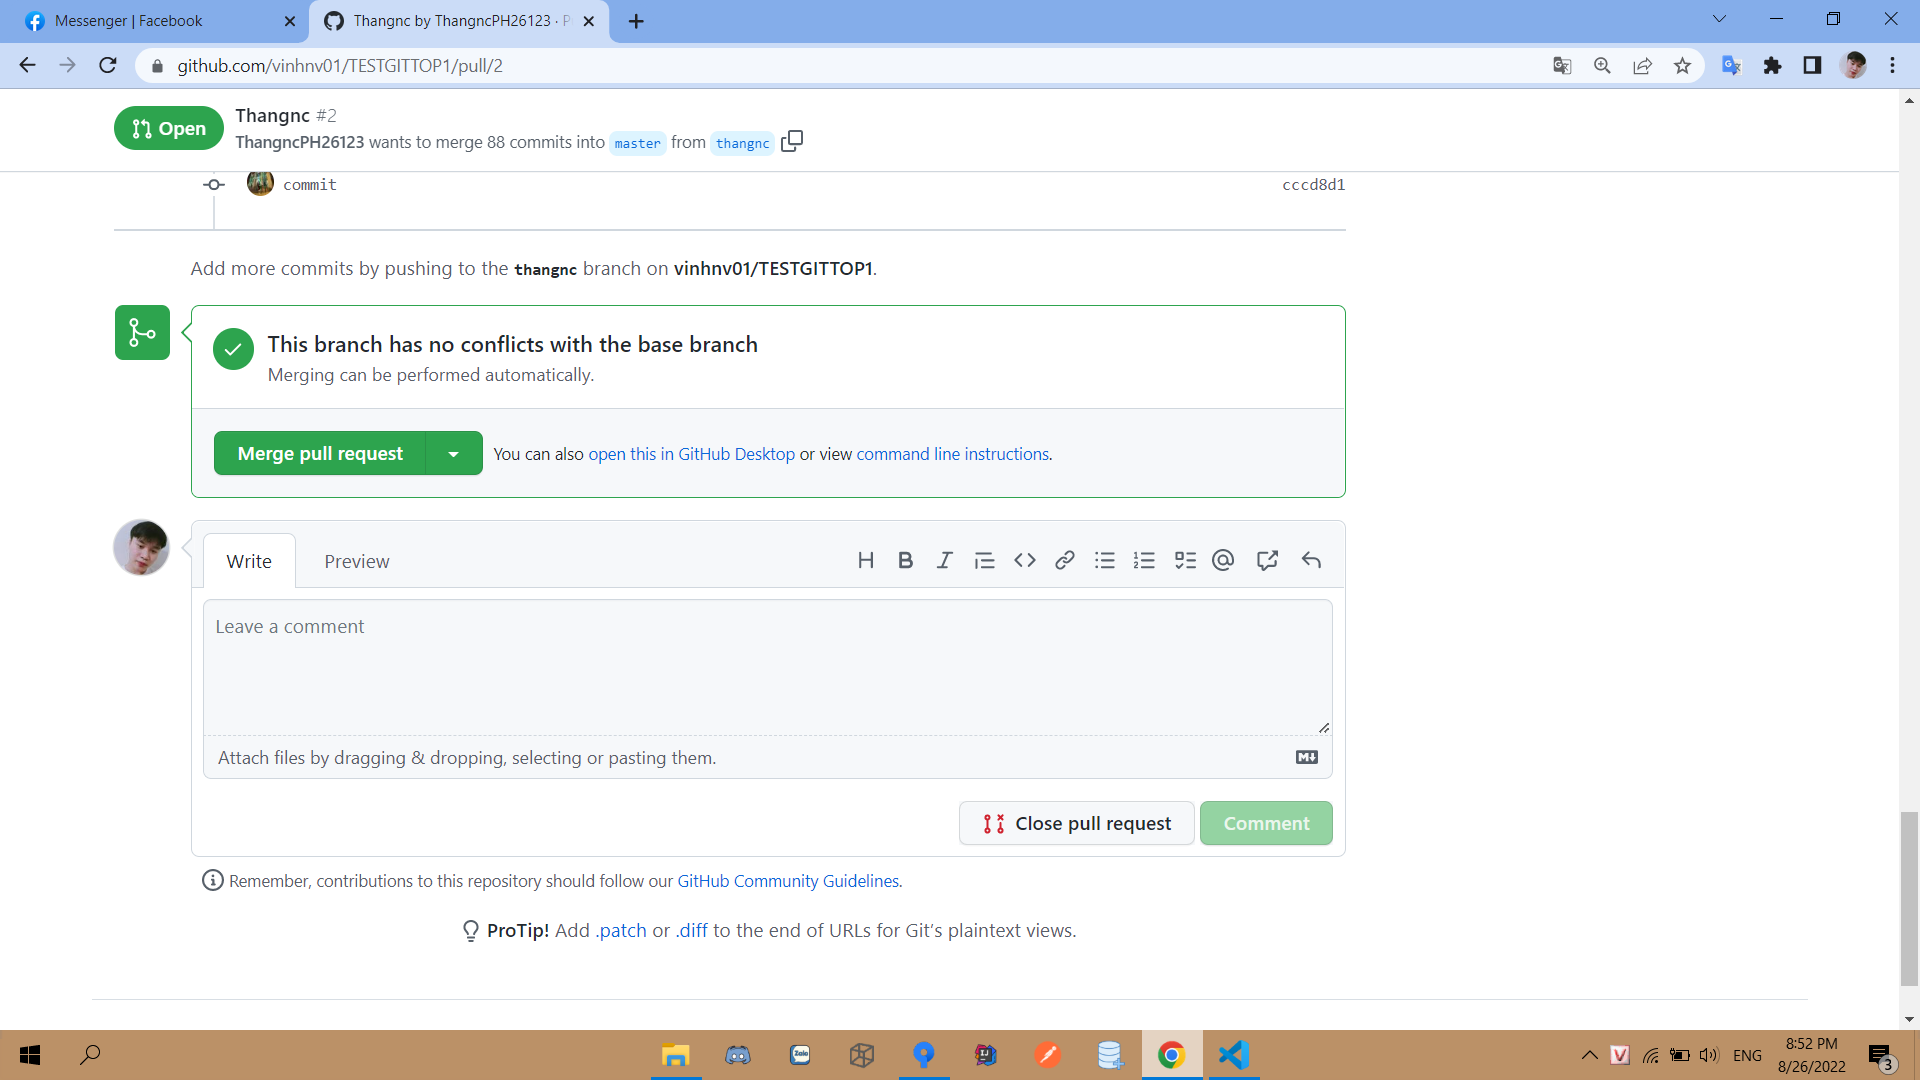 Messenger | Facebook
Thangnc by ThangncPH26123 · P
github.com/vinhnv01/TESTGITTOP1/pull/2
Open
Thangnc #2
ThangncPH26123 wants to merge 88 commits into master from thangnc
commit
cccd8d1
Add more commits by pushing to the thangnc branch on vinhnv01/TESTGITTOP1.
This branch has no conflicts with the base branch
Merging can be performed automatically.
Merge pull request
You can also open this in GitHub Desktop or view command line instructions.
Write
Preview
Leave a comment
Attach files by dragging & dropping, selecting or pasting them.
Close pull request
Comment
Remember, contributions to this repository should follow our GitHub Community Guidelines.
ProTip! Add .patch or .diff to the end of URLs for Git's plaintext views.
Zalo
V
ENG
8:52 PM
8/26/2022
3